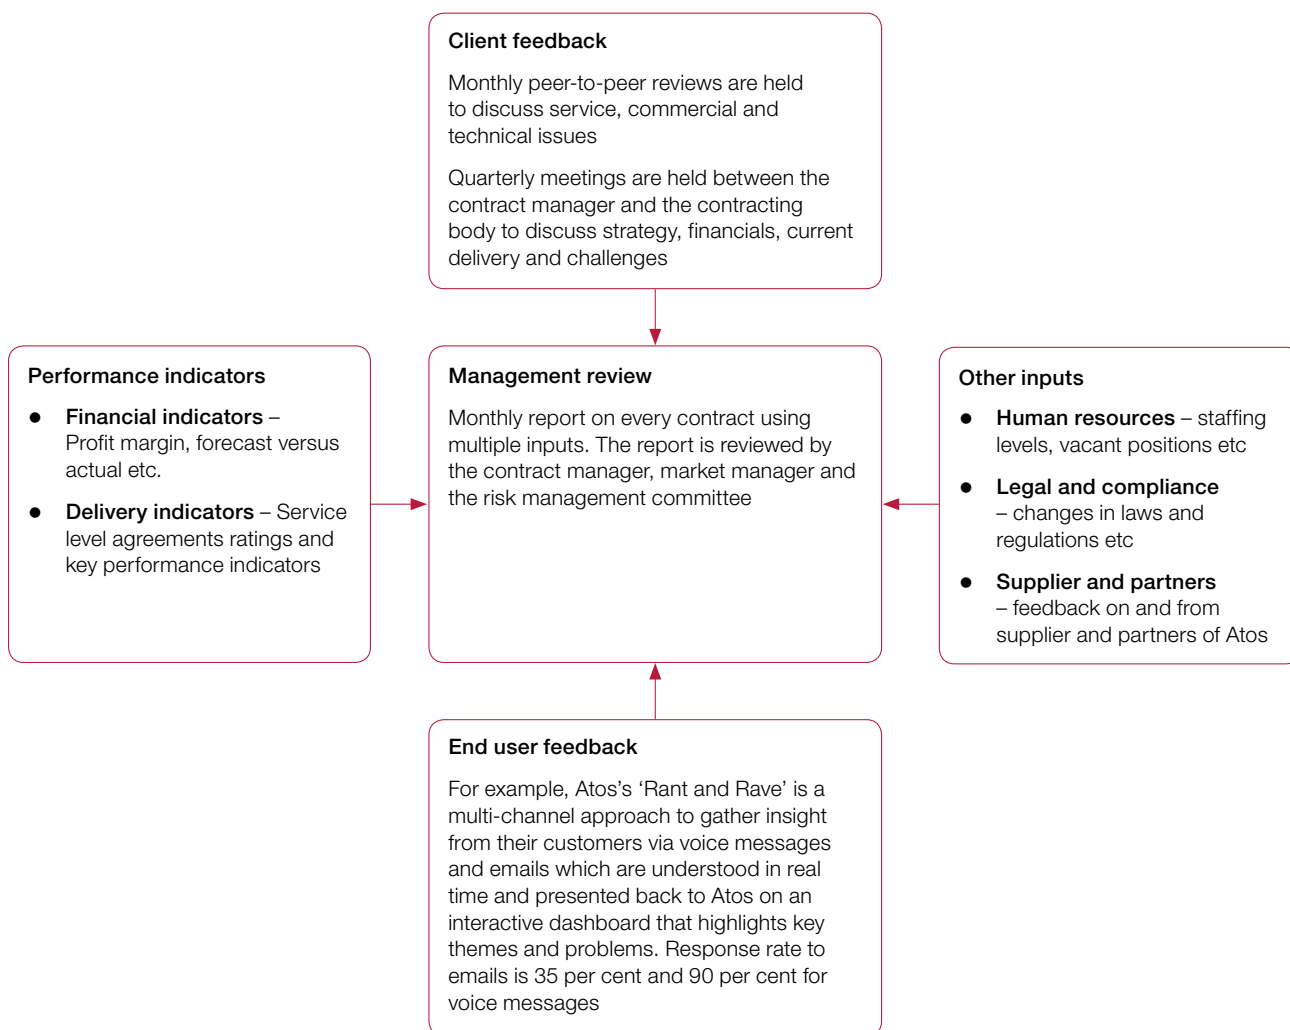 Client feedback
Monthly peer-to-peer reviews are held
to discuss service, commercial and
technical issues
Quarterly meetings are held between the
contract manager and the contracting
body to discuss strategy, financials, current
delivery and challenges
Performance indicators
● Financial indicators –
Profit margin, forecast versus
actual etc.
● Delivery indicators – Service
level agreements ratings and
key performance indicators
Management review
Monthly report on every contract using
multiple inputs. The report is reviewed by
the contract manager, market manager and
the risk management committee
Other inputs
● Human resources – staffing
levels, vacant positions etc
● Legal and compliance
– changes in laws and
regulations etc
● Supplier and partners
– feedback on and from
supplier and partners of Atos
End user feedback
For example, Atos’s ‘Rant and Rave’ is a
multi-channel approach to gather insight
from their customers via voice messages
and emails which are understood in real
time and presented back to Atos on an
interactive dashboard that highlights key
themes and problems. Response rate to
emails is 35 per cent and 90 per cent for
voice messages